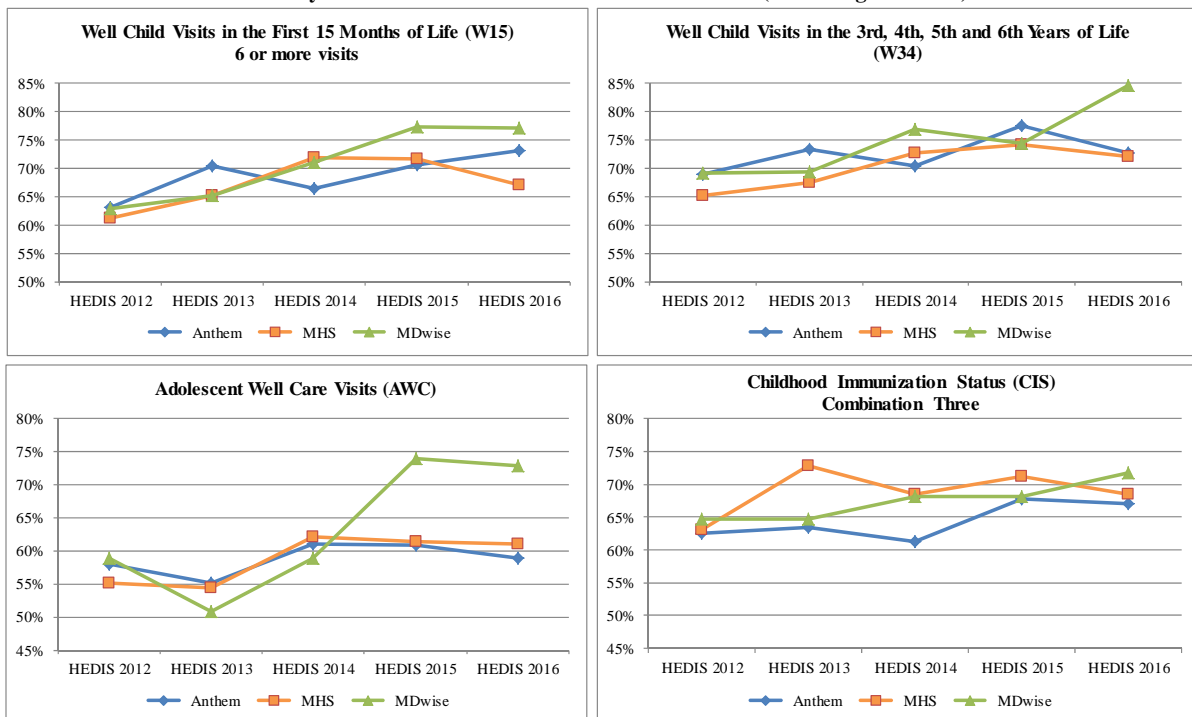 Well Child Visits in the First 15 Months of Life (W15)
6 or more visits
85%
80%
75%
70%
65%
60%
55%
50%
HEDIS 2012 HEDIS 2013 HEDIS 2014 HEDIS 2015 HEDIS 2016
Anthem MHS MDwise
Well Child Visits in the 3rd, 4th, 5th and 6th Years of Life
(W34)
85%
80%
75%
70%
65%
60%
55%
50%
HEDIS 2012 HEDIS 2013 HEDIS 2014 HEDIS 2015 HEDIS 2016
Anthem MHS MDwise
Adolescent Well Care Visits (AWC)
80%
75%
70%
65%
60%
55%
50%
45%
HEDIS 2012 HEDIS 2013 HEDIS 2014 HEDIS 2015 HEDIS 2016
Anthem MHS MDwise
Childhood Immunization Status (CIS)
Combination Three
80%
75%
70%
65%
60%
55%
50%
45%
HEDIS 2012 HEDIS 2013 HEDIS 2014 HEDIS 2015 HEDIS 2016
Anthem MHS MDwise